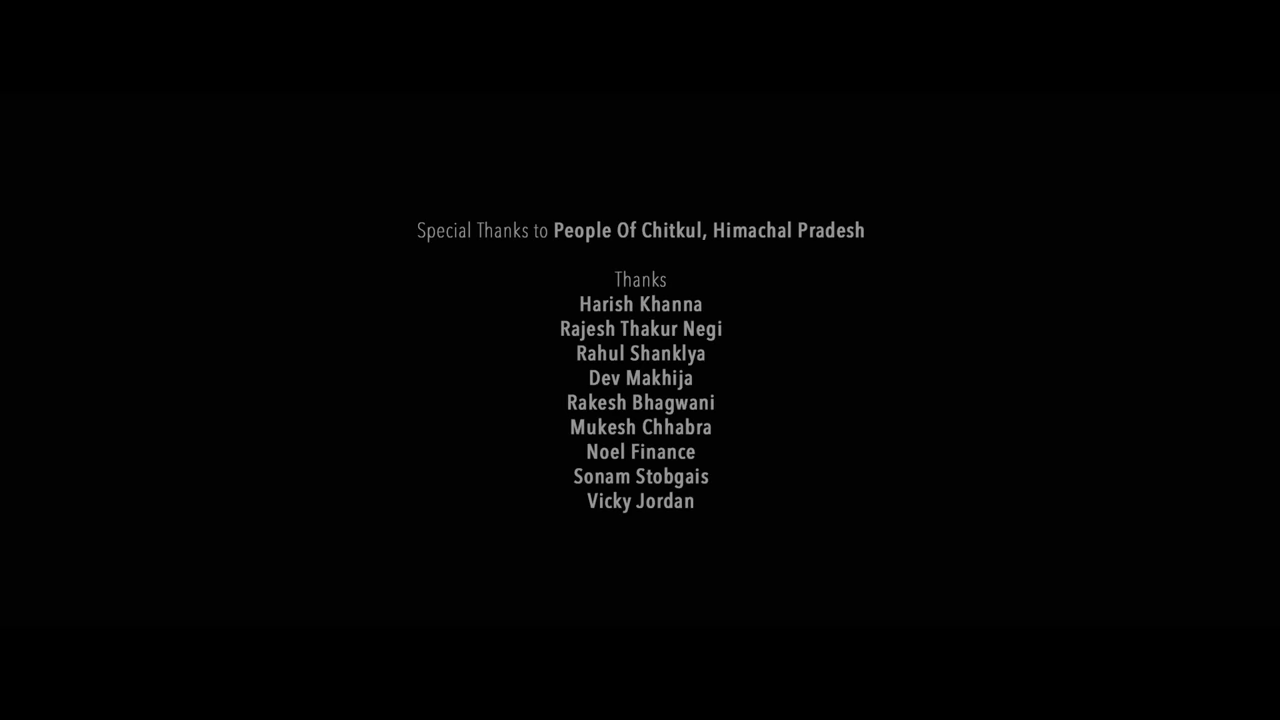 Special Thanks to People Of Chitkul, Himachal Pradesh
Thanks
Harish Khanna
Rajesh Thakur Negi
Rahul Shanklya
Dev Makhija
Rakesh Bhagwani
Mukesh Chhabra
Noel Finance
Sonam Stobgais
Vicky Jordan